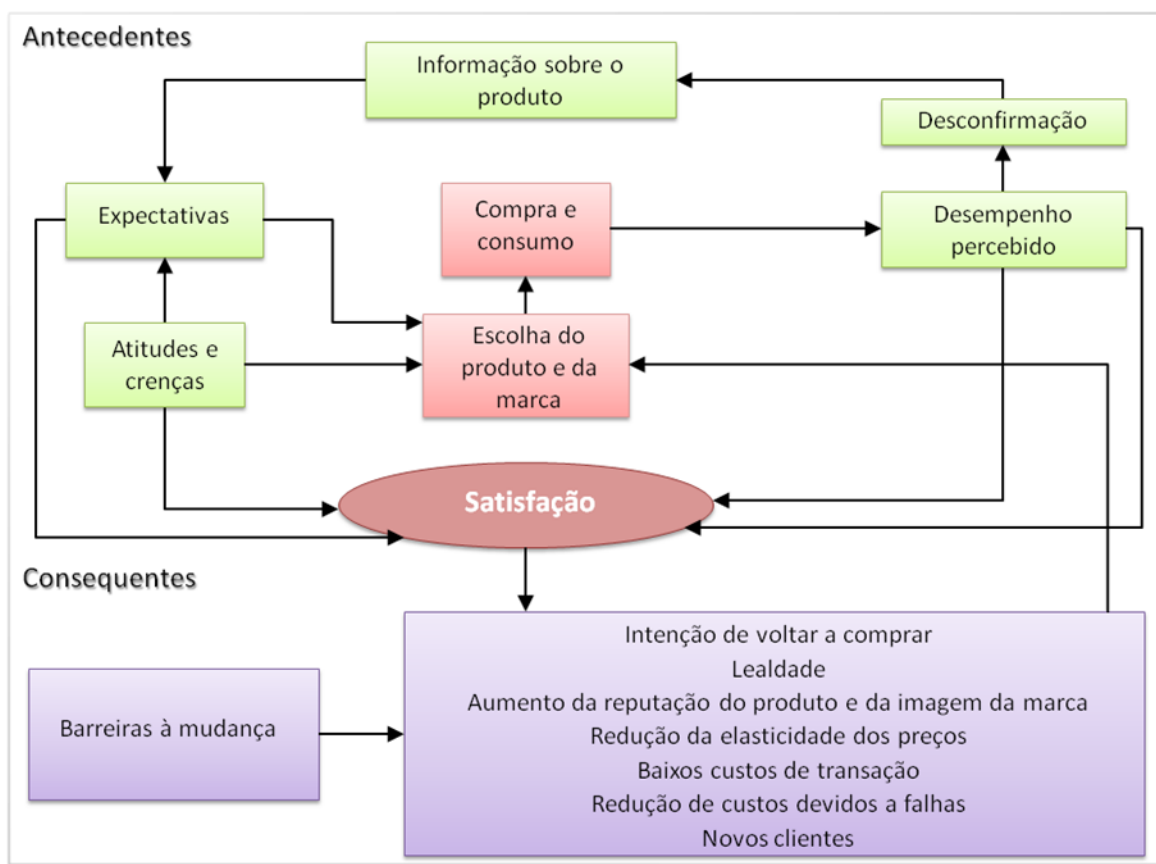 Antecedentes
Informação sobre o
produto
Desconfirmação
Expectativas
Compra e
consumo
Desempenho
percebido
Atitudes e
crenças
Escolha do
produto e da
marca
Satisfação
Consequentes
Barreiras à mudança
Intenção de voltar a comprar
Lealdade
Aumento da reputação do produto e da imagem da marca
Redução da elasticidade dos preços
Baixos custos de transação
Redução de custos devidos a falhas
Novos clientes